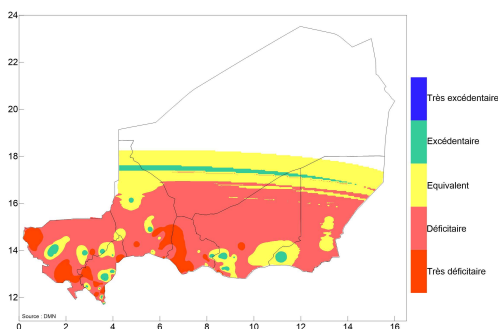 24
22
20
18
16
14
12
0 2 4 6 8 10 12 14 16
Source : DMN
Très excédentaire
Excédentaire
Equivalent
Déficitaire
Très déficitaire